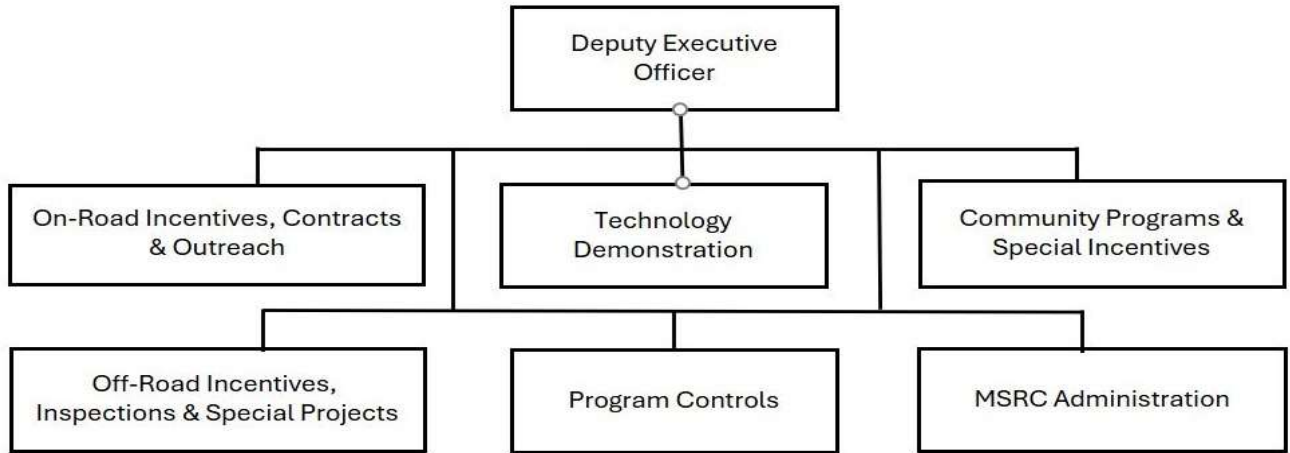 Deputy Executive
Officer
On-Road Incentives, Contracts
& Outreach
Technology
Demonstration
Community Programs &
Special Incentives
Off-Road Incentives,
Inspections & Special Projects
Program Controls
MSRC Administration